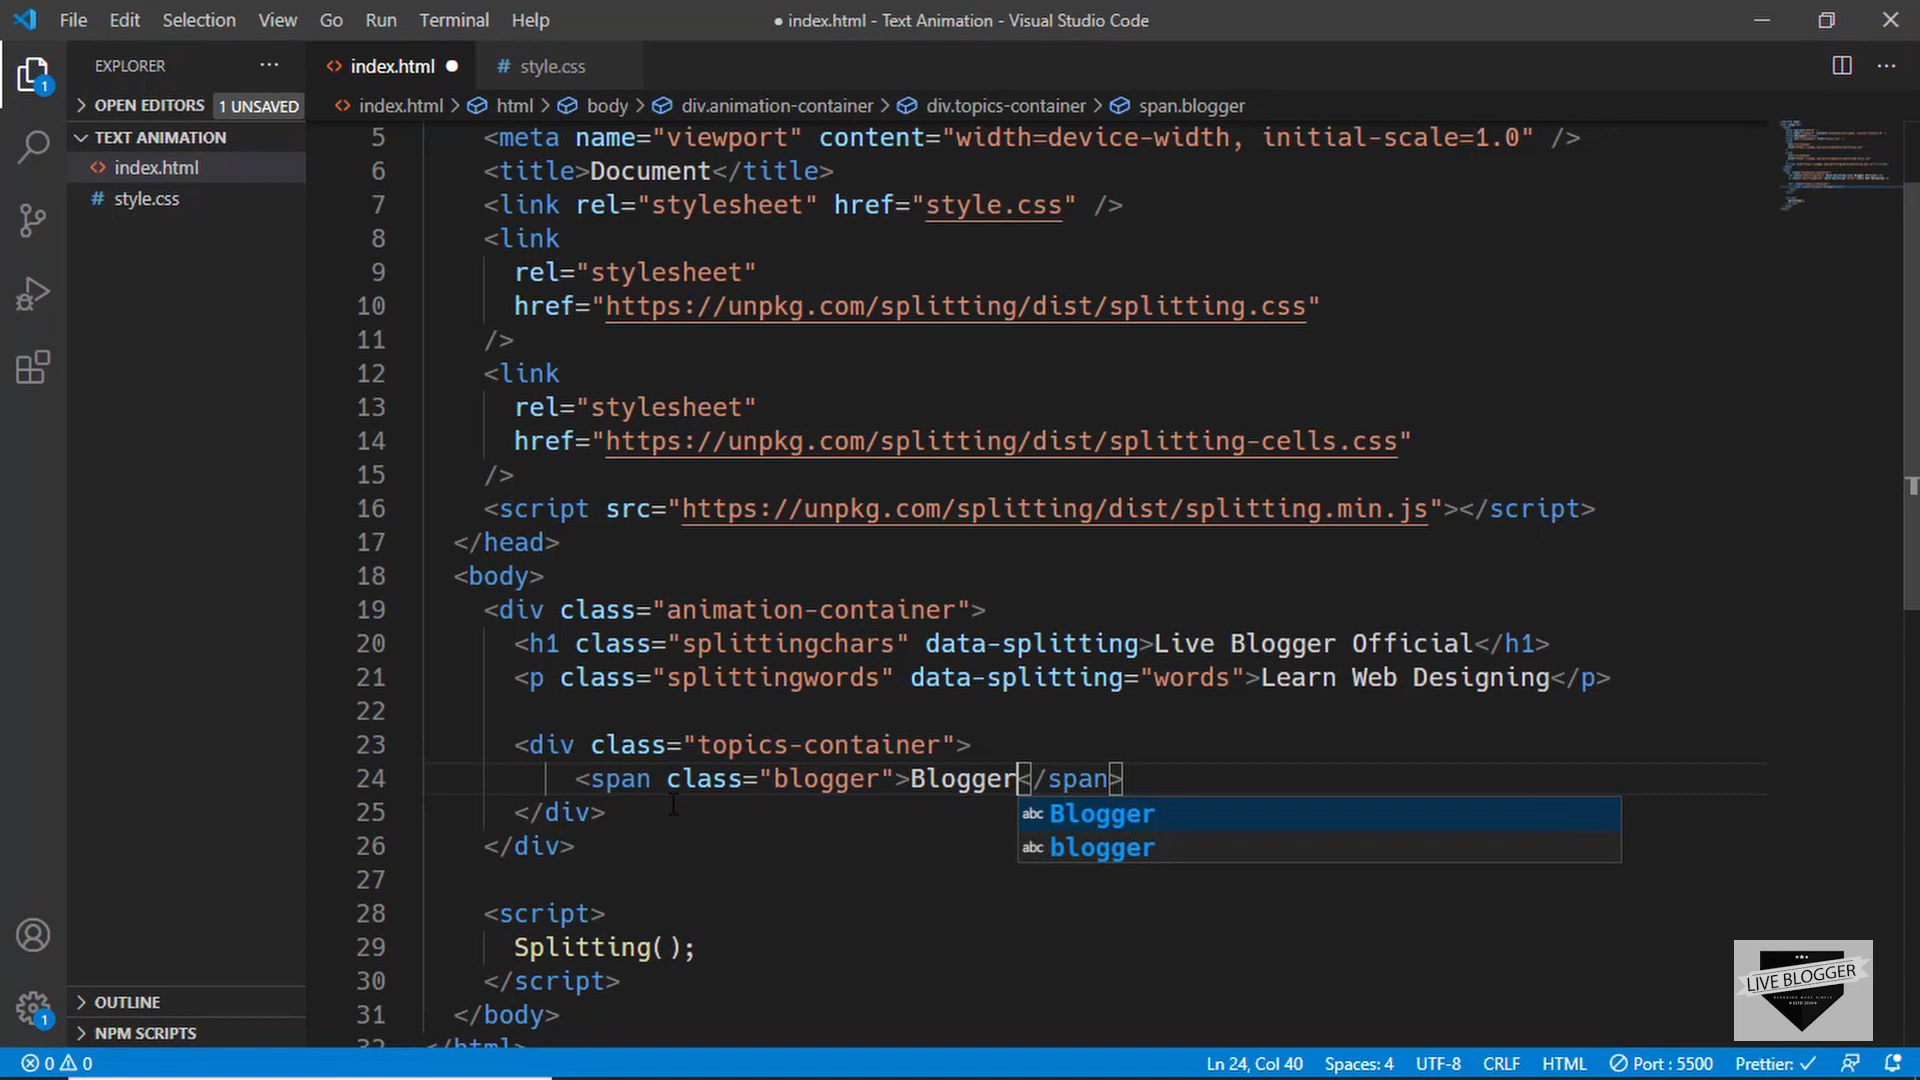 File Edit Selection View Go Run Terminal Help
● index.html - Text Animation - Visual Studio Code
EXPLORER
index.html ●
# style.css
OPEN EDITORS 1 UNSAVED
index.html > html > body > div.animation-container > div.topics-container > span.blogger
TEXT ANIMATION
index.html
# style.css
5 <meta name="viewport" content="width=device-width, initial-scale=1.0" />
6 <title>Document</title>
7 <link rel="stylesheet" href="style.css" />
8 <link
9 rel="stylesheet"
10 href="https://unpkg.com/splitting/dist/splitting.css"
11 />
12 <link
13 rel="stylesheet"
14 href="https://unpkg.com/splitting/dist/splitting-cells.css"
15 />
16 <script src="https://unpkg.com/splitting/dist/splitting.min.js"></script>
17 </head>
18 <body>
19 <div class="animation-container">
20 <h1 class="splittingchars" data-splitting>Live Blogger Official</h1>
21 <p class="splittingwords" data-splitting="words">Learn Web Designing</p>
22
23 <div class="topics-container">
24 <span class="blogger">Blogger</span>
25 </div>
abc Blogger
abc blogger
26 </div>
27
28 <script>
29 Splitting();
30 </script>
31 </body>
32 </html>
OUTLINE
NPM SCRIPTS
1
1
LIVE BLOGGER
BLOGGING MADE SIMPLE
0 0
Ln 24, Col 40 Spaces: 4 UTF-8 CRLF HTML Port : 5500 Prettier: ✓